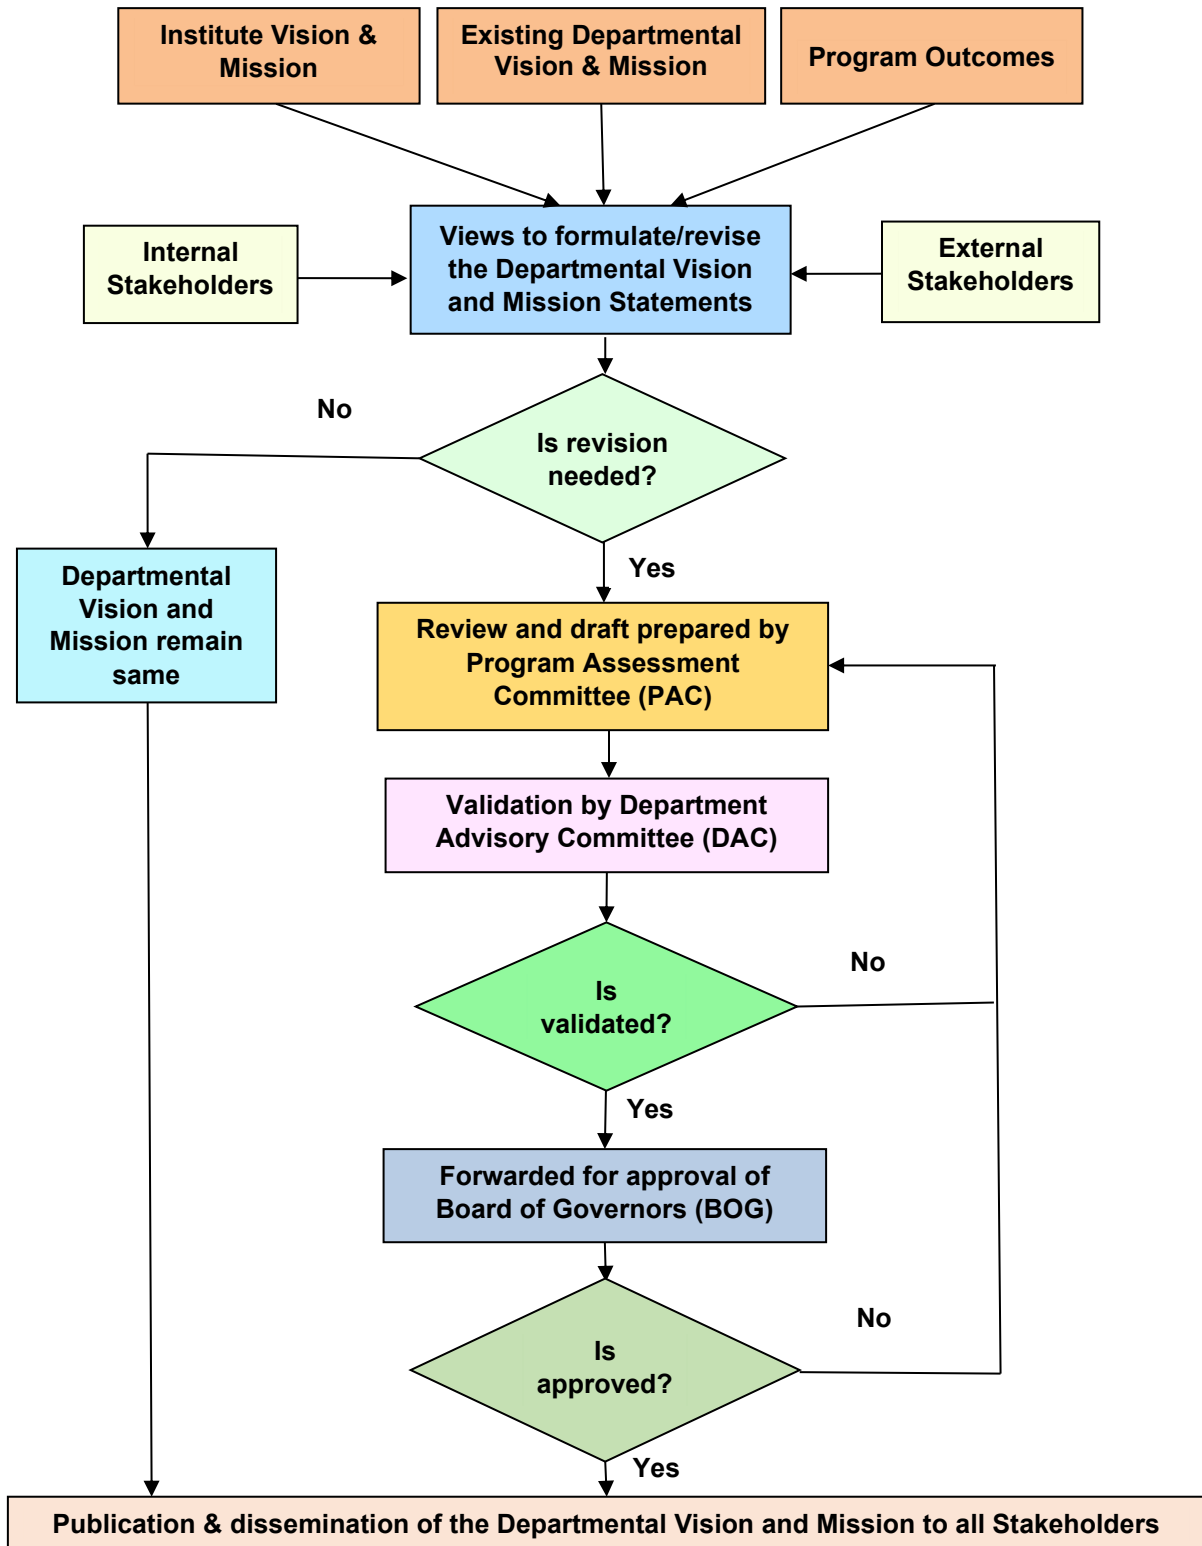 Institute Vision &
Mission
Existing Departmental
Vision & Mission
Program Outcomes
Internal
Stakeholders
Views to formulate/revise
the Departmental Vision
and Mission Statements
External
Stakeholders
No
Is revision
needed?
Yes
Departmental
Vision and
Mission remain
same
Review and draft prepared by
Program Assessment
Committee (PAC)
Validation by Department
Advisory Committee (DAC)
No
Is
validated?
Yes
Forwarded for approval of
Board of Governors (BOG)
No
Is
approved?
Yes
Publication & dissemination of the Departmental Vision and Mission to all Stakeholders